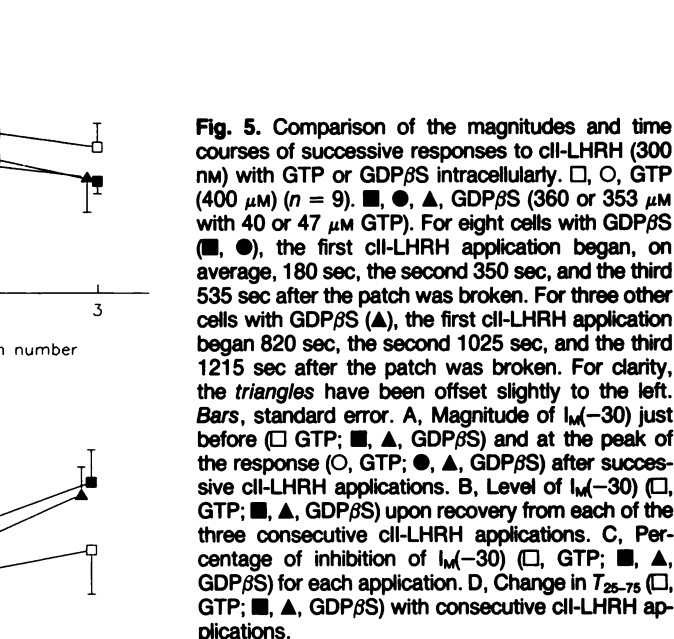 3
n number
Fig. 5. Comparison of the magnitudes and time
courses of successive responses to cII-LHRH (300
nM) with GTP or GDPβS intracellularly. □, ○, GTP
(400 μM) (n = 9). ■, ●, ▲, GDPβS (360 or 353 μM
with 40 or 47 μM GTP). For eight cells with GDPβS
(■, ●), the first cII-LHRH application began, on
average, 180 sec, the second 350 sec, and the third
535 sec after the patch was broken. For three other
cells with GDPβS (▲), the first cII-LHRH application
began 820 sec, the second 1025 sec, and the third
1215 sec after the patch was broken. For clarity,
the triangles have been offset slightly to the left.
Bars, standard error. A, Magnitude of IM(−30) just
before (□ GTP; ■, ▲, GDPβS) and at the peak of
the response (○, GTP; ●, ▲, GDPβS) after succes-
sive cII-LHRH applications. B, Level of IM(−30) (□,
GTP; ■, ▲, GDPβS) upon recovery from each of the
three consecutive cII-LHRH applications. C, Per-
centage of inhibition of IM(−30) (□, GTP; ■, ▲,
GDPβS) for each application. D, Change in T25–75 (□,
GTP; ■, ▲, GDPβS) with consecutive cII-LHRH ap-
plications.